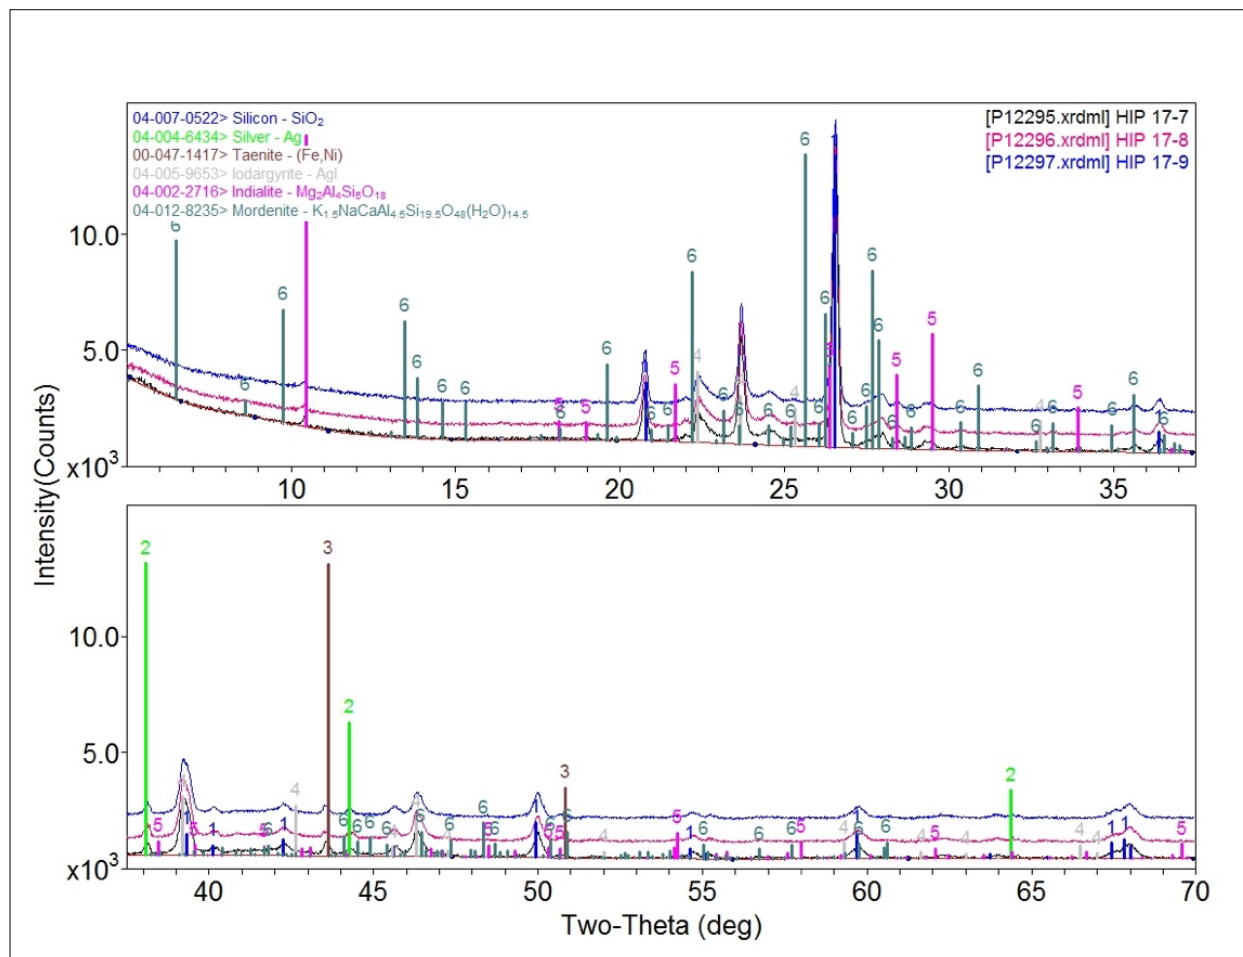 04-007-0522> Silicon - SiO₂
04-004-6434> Silver - Ag
00-047-1417> Taenite - (Fe,Ni)
04-005-9653> Iodargyrite - AgI
04-002-2716> Indialite - Mg₂Al₄Si₅O₁₈
04-012-8235> Mordenite - K₁.₅NaCaAl₄.₅Si₁₉.₅O₄₈(H₂O)₁₄.₅
[P12295.xrdml] HIP 17-7
[P12296.xrdml] HIP 17-8
[P12297.xrdml] HIP 17-9
10.0
5.0
x10³
10 15 20 25 30 35
Intensity(Counts)
10.0
5.0
x10³
40 45 50 55 60 65 70
Two-Theta (deg)